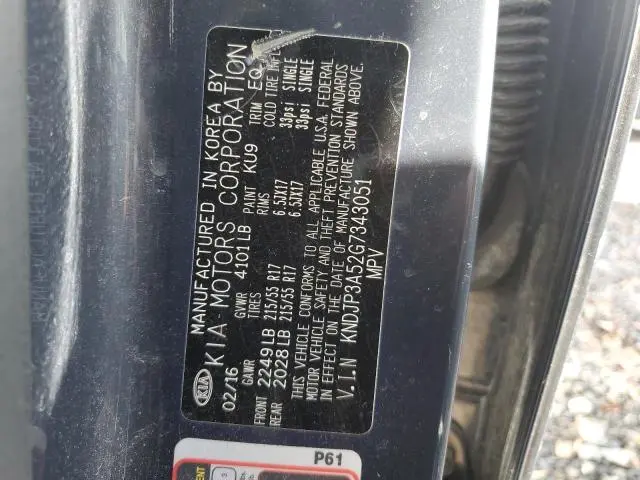 KIA MANUFACTURED IN KOREA BY
KIA MOTORS CORPORATION
02/16 GVWR 4101LB PAINT KU9 TRIM EQ
GAWR TIRES RIMS COLD TIRE INFL
FRONT 2249LB 215/55 R17 6.5JX17 33psi SINGLE
REAR 2028LB 215/55 R17 6.5JX17 33psi SINGLE
THIS VEHICLE CONFORMS TO ALL APPLICABLE U.S.A. FEDERAL
MOTOR VEHICLE SAFETY AND THEFT PREVENTION STANDARDS
IN EFFECT ON THE DATE OF MANUFACTURE SHOWN ABOVE.
V.I.N KNDJP3A52G7343051
MPV
P61